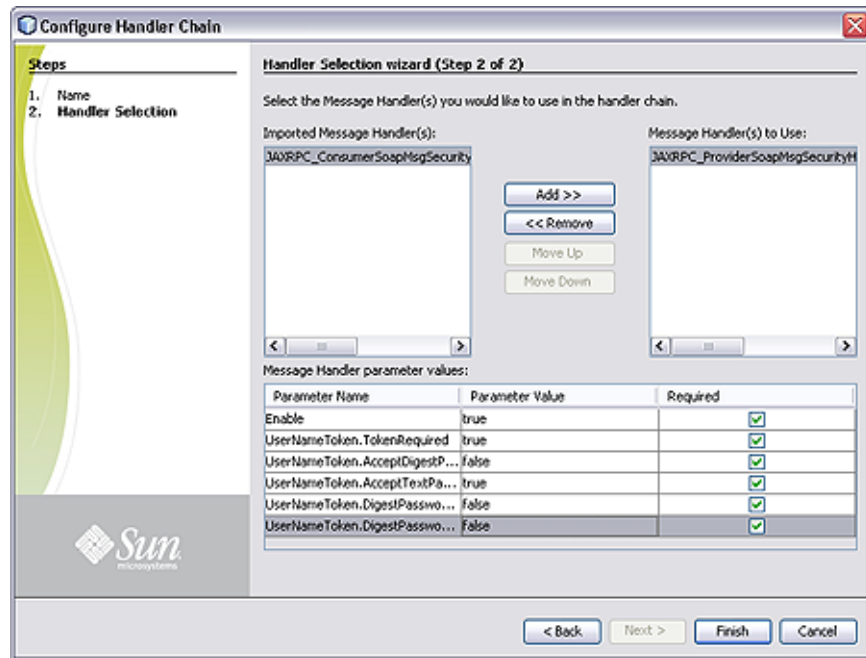 Configure Handler Chain
Steps
1. Name
2. Handler Selection
Handler Selection wizard (Step 2 of 2)
Select the Message Handler(s) you would like to use in the handler chain.
Imported Message Handler(s):
JAXRPC_ConsumerSoapMsgSecurity
Add >>
<< Remove
Move Up
Move Down
Message Handler(s) to Use:
JAXRPC_ProviderSoapMsgSecurityH
Message Handler parameter values:
Parameter Name Parameter Value Required
Enable true
UserNameToken.TokenRequired true
UserNameToken.AcceptDigestP... false
UserNameToken.AcceptTextPa... true
UserNameToken.DigestPasswo... false
UserNameToken.DigestPasswo... false
Sun
microsystems
< Back Next > Finish Cancel